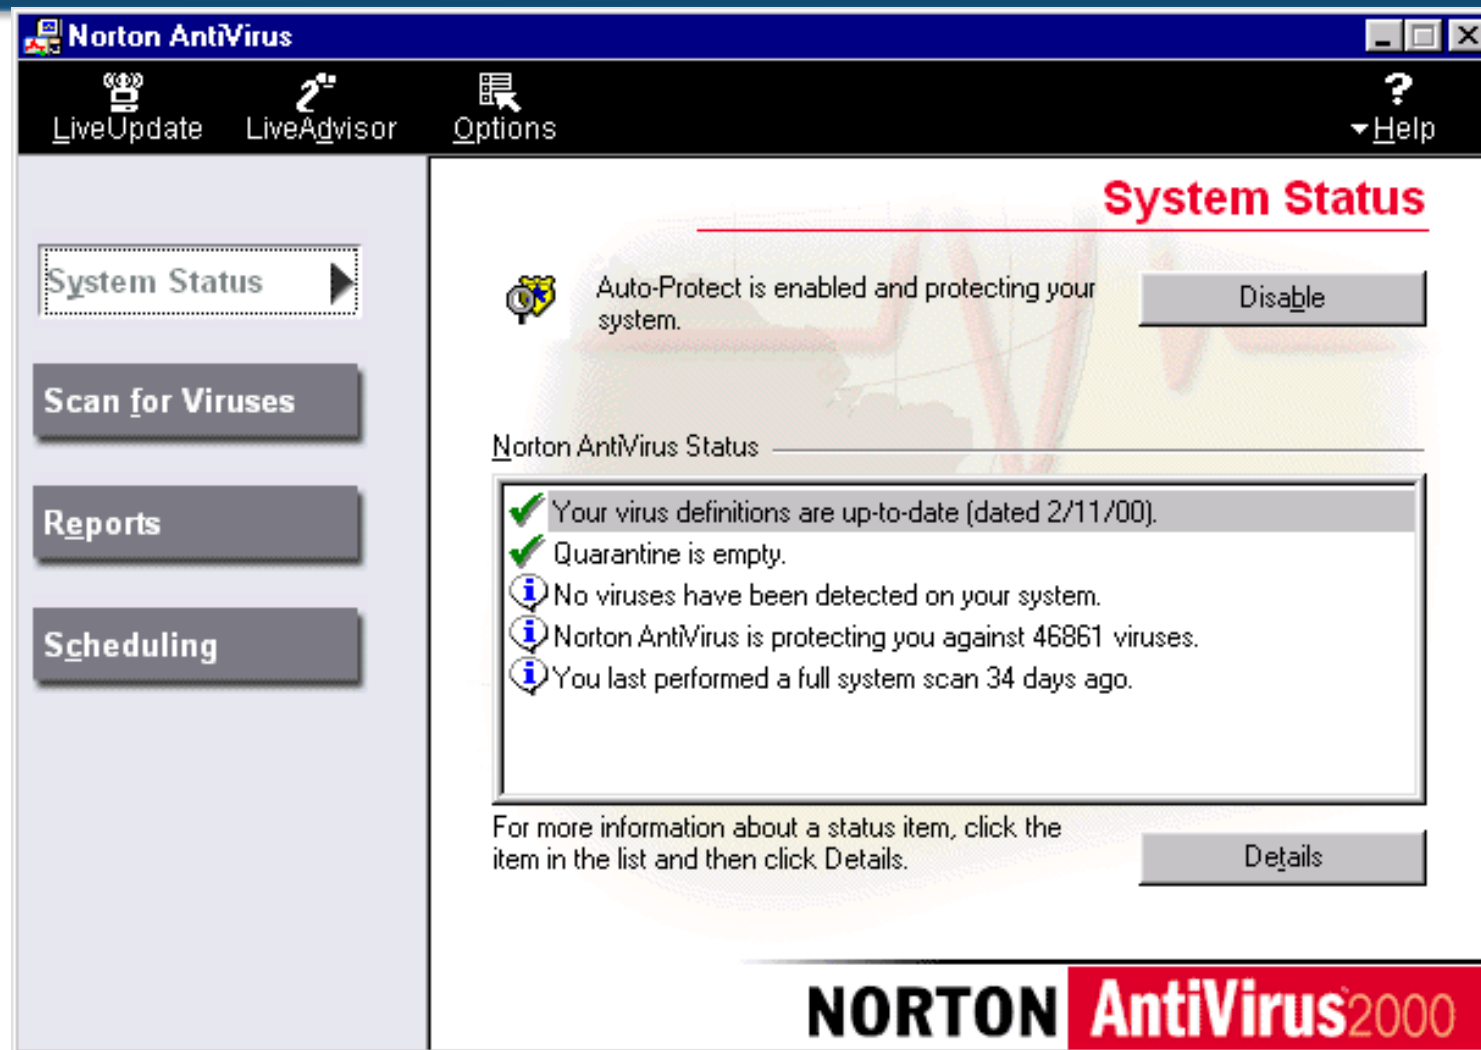 Norton AntiVirus
LiveUpdate LiveAdvisor Options Help
System Status
System Status
Scan for Viruses
Reports
Scheduling
Auto-Protect is enabled and protecting your
system.
Disable
Norton AntiVirus Status
Your virus definitions are up-to-date (dated 2/11/00).
Quarantine is empty.
No viruses have been detected on your system.
Norton AntiVirus is protecting you against 46861 viruses.
You last performed a full system scan 34 days ago.
For more information about a status item, click the
item in the list and then click Details.
Details
NORTON AntiVirus 2000